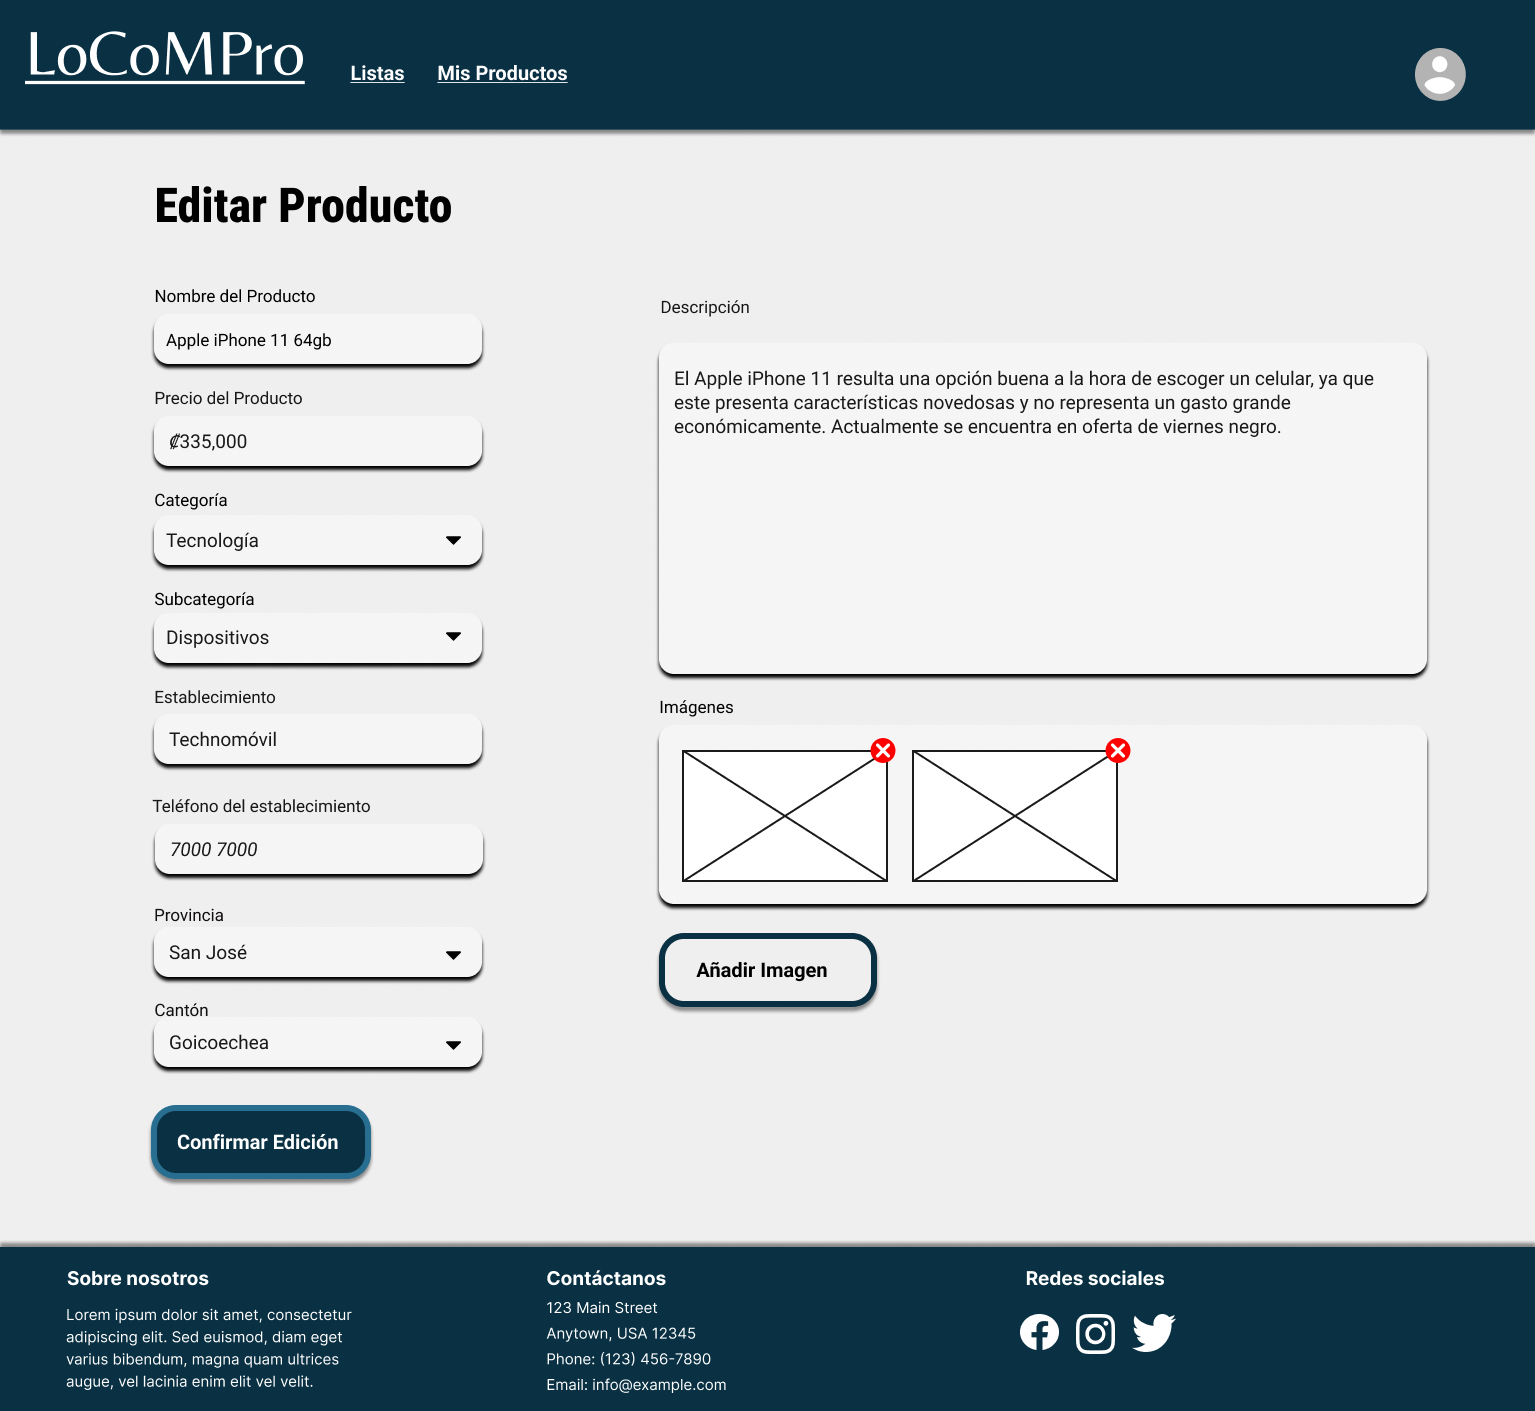 LoCoMPro
Listas
Mis Productos
Editar Producto
Nombre del Producto
Apple iPhone 11 64gb
Precio del Producto
₡335,000
Categoría
Tecnología
Subcategoría
Dispositivos
Establecimiento
Technomóvil
Teléfono del establecimiento
7000 7000
Provincia
San José
Cantón
Goicoechea
Confirmar Edición
Descripción
El Apple iPhone 11 resulta una opción buena a la hora de escoger un celular, ya que
este presenta características novedosas y no representa un gasto grande
económicamente. Actualmente se encuentra en oferta de viernes negro.
Imágenes
Añadir Imagen
Sobre nosotros
Lorem ipsum dolor sit amet, consectetur
adipiscing elit. Sed euismod, diam eget
varius bibendum, magna quam ultrices
augue, vel lacinia enim elit vel velit.
Contáctanos
123 Main Street
Anytown, USA 12345
Phone: (123) 456-7890
Email: info@example.com
Redes sociales